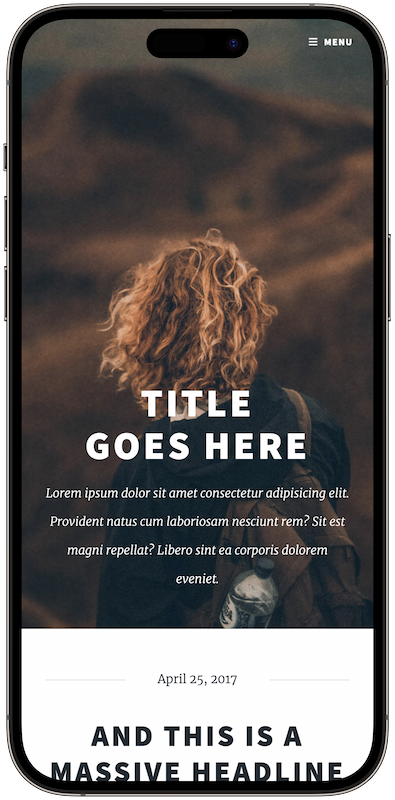 MENU
TITLE
GOES HERE
Lorem ipsum dolor sit amet consectetur adipisicing elit.
Provident natus cum laboriosam nesciunt rem? Sit est
magni repellat? Libero sint ea corporis dolorem
eveniet.
April 25, 2017
AND THIS IS A
MASSIVE HEADLINE